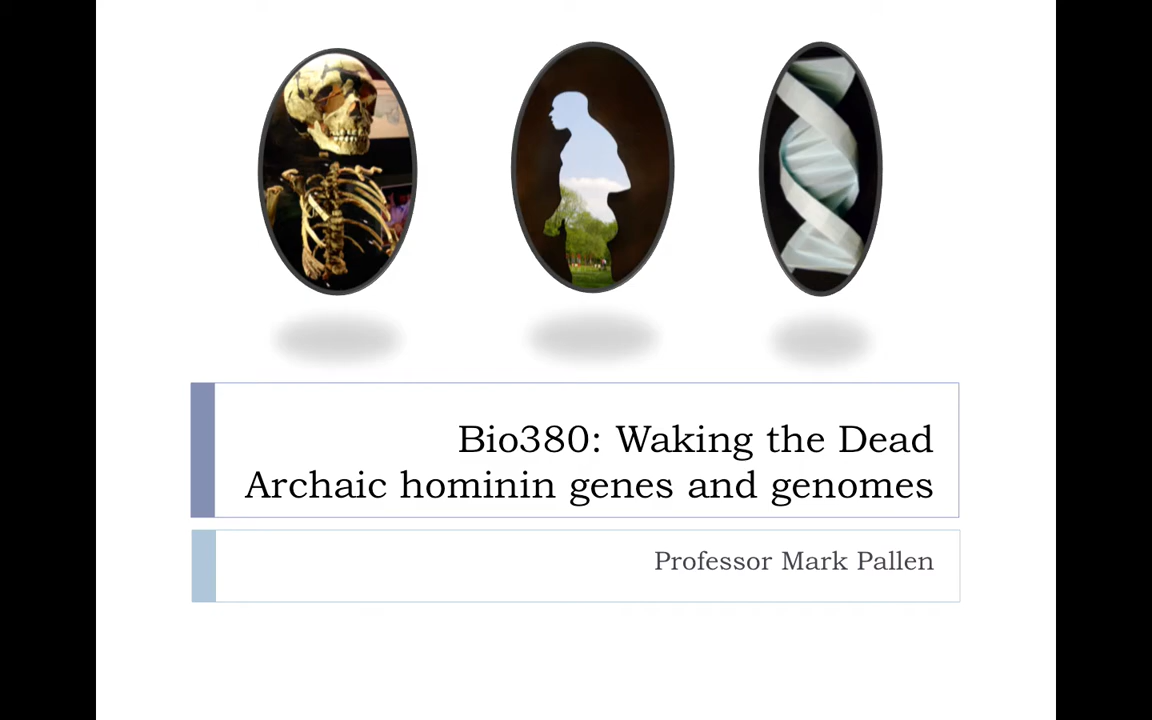 Bio380: Waking the Dead
Archaic hominin genes and genomes
Professor Mark Pallen